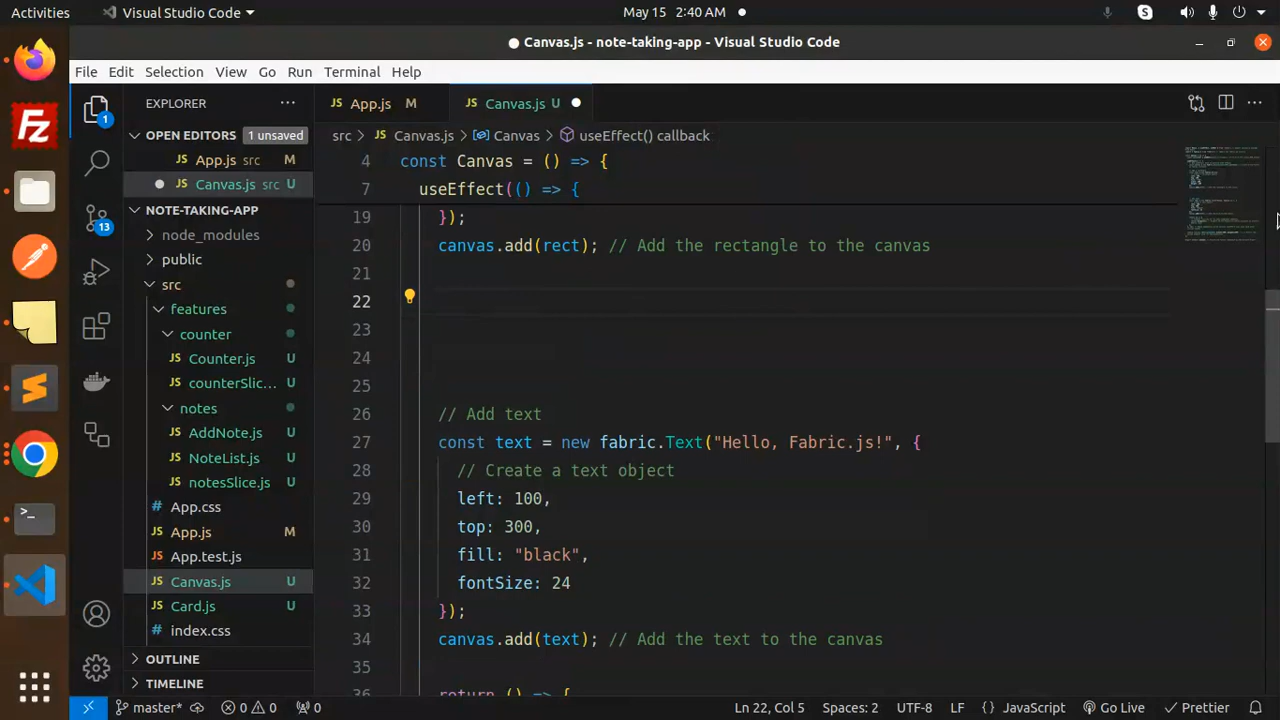 Activities
Visual Studio Code
May 15 2:40 AM
S
Canvas.js - note-taking-app - Visual Studio Code
File Edit Selection View Go Run Terminal Help
EXPLORER
JS App.js M
JS Canvas.js U
OPEN EDITORS 1 unsaved
src > JS Canvas.js > Canvas > useEffect() callback
JS App.js src M
JS Canvas.js src U
NOTE-TAKING-APP
node_modules
public
src
features
counter
JS Counter.js U
JS counterSlic... U
notes
JS AddNote.js U
JS NoteList.js U
JS notesSlice.js U
# App.css
JS App.js M
JS App.test.js
JS Canvas.js U
JS Card.js U
# index.css
OUTLINE
TIMELINE
1
13
Fz
4 const Canvas = () => {
7 useEffect(() => {
19 });
20 canvas.add(rect); // Add the rectangle to the canvas
21
22
23
24
25
26 // Add text
27 const text = new fabric.Text("Hello, Fabric.js!", {
28 // Create a text object
29 left: 100,
30 top: 300,
31 fill: "black",
32 fontSize: 24
33 });
34 canvas.add(text); // Add the text to the canvas
35
36 return () => {
master* 0 0 0 Ln 22, Col 5 Spaces: 2 UTF-8 LF {} JavaScript Go Live Prettier